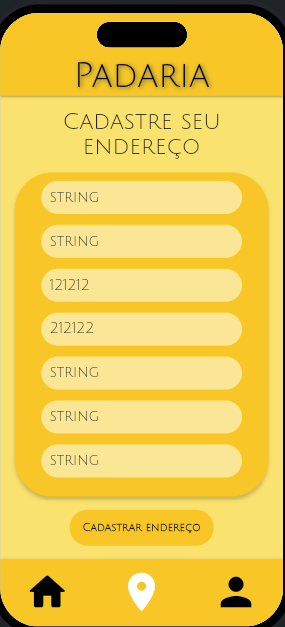 Padaria
Cadastre seu
endereço
string
string
121212
212122
string
string
string
Cadastrar endereço